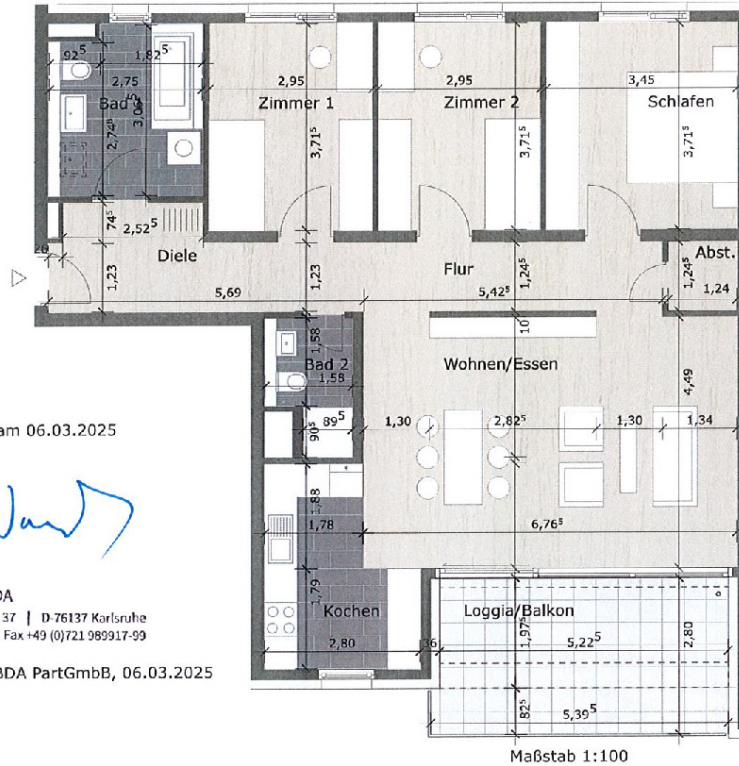 92⁵
1,82⁵
2,75
Bad
3,06⁵
2,74⁵
2,95
Zimmer 1
3,71⁵
2,95
Zimmer 2
3,71⁵
3,45
Schlafen
3,71⁵
74⁵
2,52⁵
Diele
1,23
5,69
1,23
Flur
5,42⁵
1,24⁵
1,24⁵
Abst.
1,24
10
1,58
Bad 2
1,58
90⁵
89⁵
Wohnen/Essen
4,49
1,30
2,82⁵
1,30
1,34
am 06.03.2025
1,88
1,78
6,76⁵
1,79
Kochen
2,80
36
Loggia/Balkon
1,97⁵
5,22⁵
2,80
82⁵
5,39⁵
DA
37 | D-76137 Karlsruhe
Fax +49 (0)721 989917-99
BDA PartGmbB, 06.03.2025
Maßstab 1:100